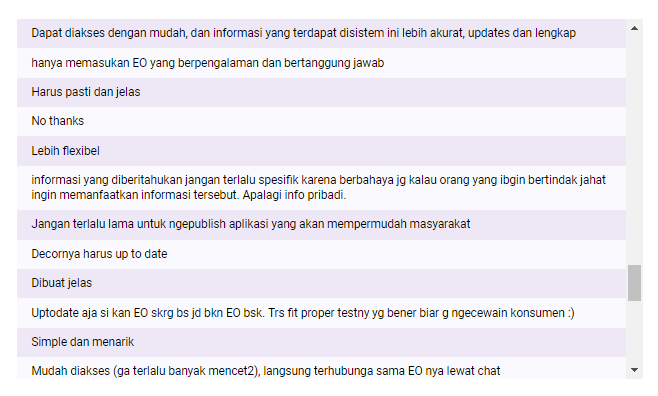 Dapat diakses dengan mudah, dan informasi yang terdapat disistem ini lebih akurat, updates dan lengkap
hanya memasukan EO yang berpengalaman dan bertanggung jawab
Harus pasti dan jelas
No thanks
Lebih flexibel
informasi yang diberitahukan jangan terlalu spesifik karena berbahaya jg kalau orang yang ibgin bertindak jahat
ingin memanfaatkan informasi tersebut. Apalagi info pribadi.
Jangan terlalu lama untuk ngepublish aplikasi yang akan mempermudah masyarakat
Decornya harus up to date
Dibuat jelas
Uptodate aja si kan EO skrg bs jd bkn EO bsk. Trs fit proper testny yg bener biar g ngecewain konsumen :)
Simple dan menarik
Mudah diakses (ga terlalu banyak mencet2), langsung terhubunga sama EO nya lewat chat